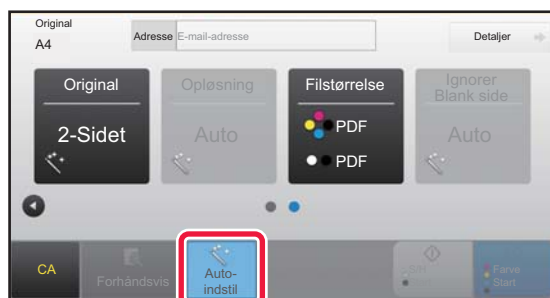 Original
A4
Adresse E-mail-adresse
Detaljer
Original
2-Sidet
Opløsning
Auto
Filstørrelse
PDF
PDF
Ignorer
Blank side
Auto
CA
Forhåndsvis
Auto-
indstil
S/H
Start
Farve
Start